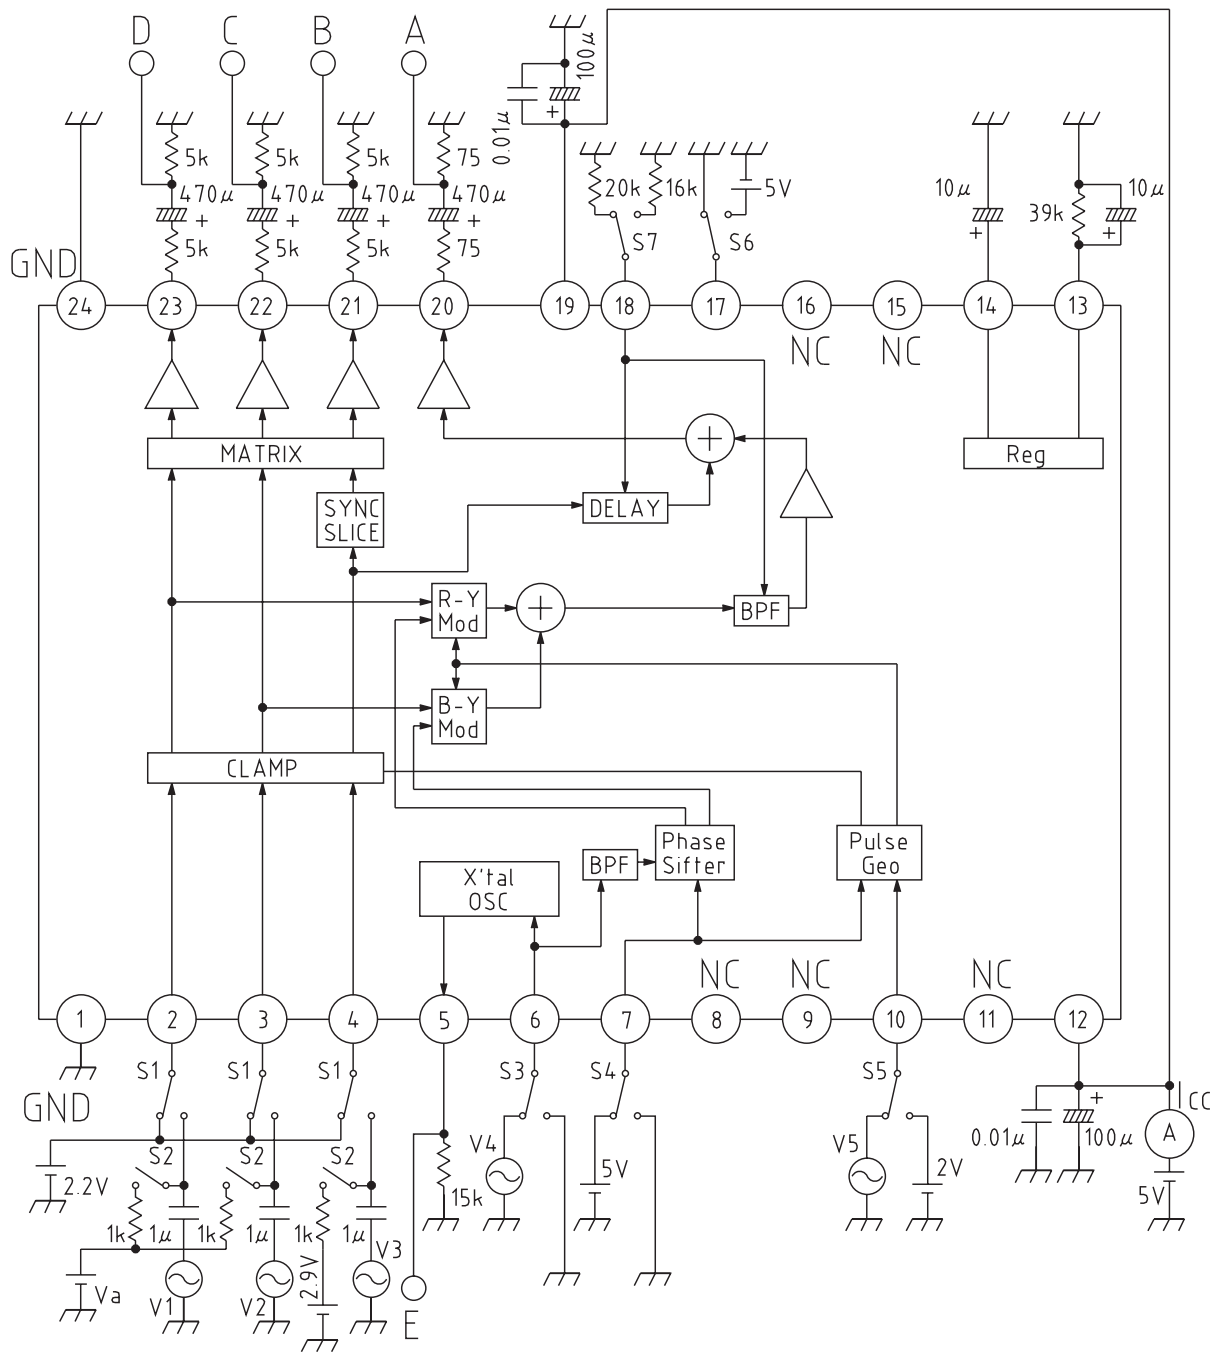 D C B A
100µ
0.01µ
+
5k 5k 5k 75
20k 16k 5V
10µ 39k 10µ
470µ 470µ 470µ 470µ
+ + + + + +
5k 5k 5k 75
S7 S6
GND
24 23 22 21 20 19 18 17 16 15 14 13
NC NC
MATRIX
+
Reg
SYNC
SLICE
DELAY
R-Y
Mod
+
BPF
B-Y
Mod
CLAMP
Phase
Sifter
Pulse
Geo
BPF
X'tal
OSC
NC NC NC
1 2 3 4 5 6 7 8 9 10 11 12
S1 S1 S1 S3 S4 S5
GND
+
ICC
0.01µ 100µ A
S2 S2 S2
V4 V5
2.2V
5V 2V
15k
5V
1k 1µ 1k 1µ 1k 1µ
V3
2.9V
Va
V1 V2
E